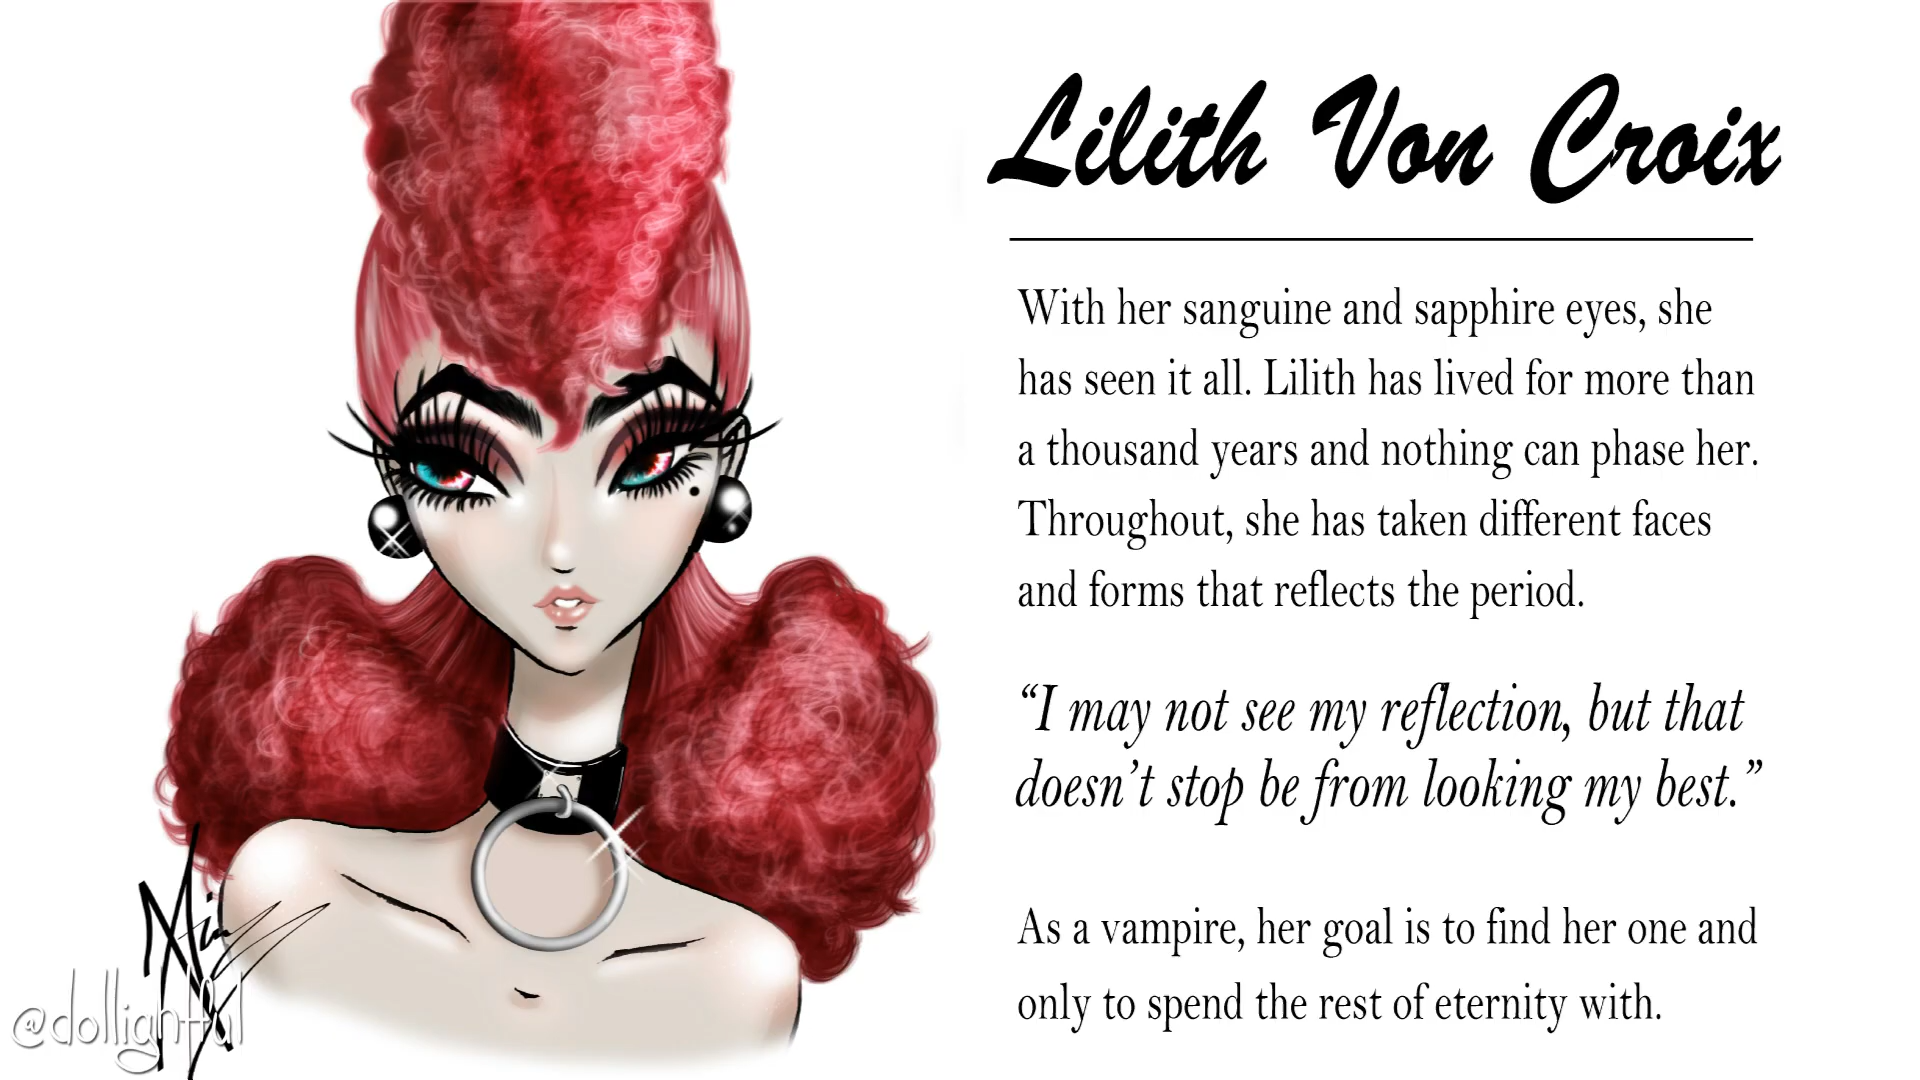 Lilith Von Croix
With her sanguine and sapphire eyes, she
has seen it all. Lilith has lived for more than
a thousand years and nothing can phase her.
Throughout, she has taken different faces
and forms that reflects the period.
“I may not see my reflection, but that
doesn’t stop be from looking my best.”
As a vampire, her goal is to find her one and
only to spend the rest of eternity with.
@dollightful